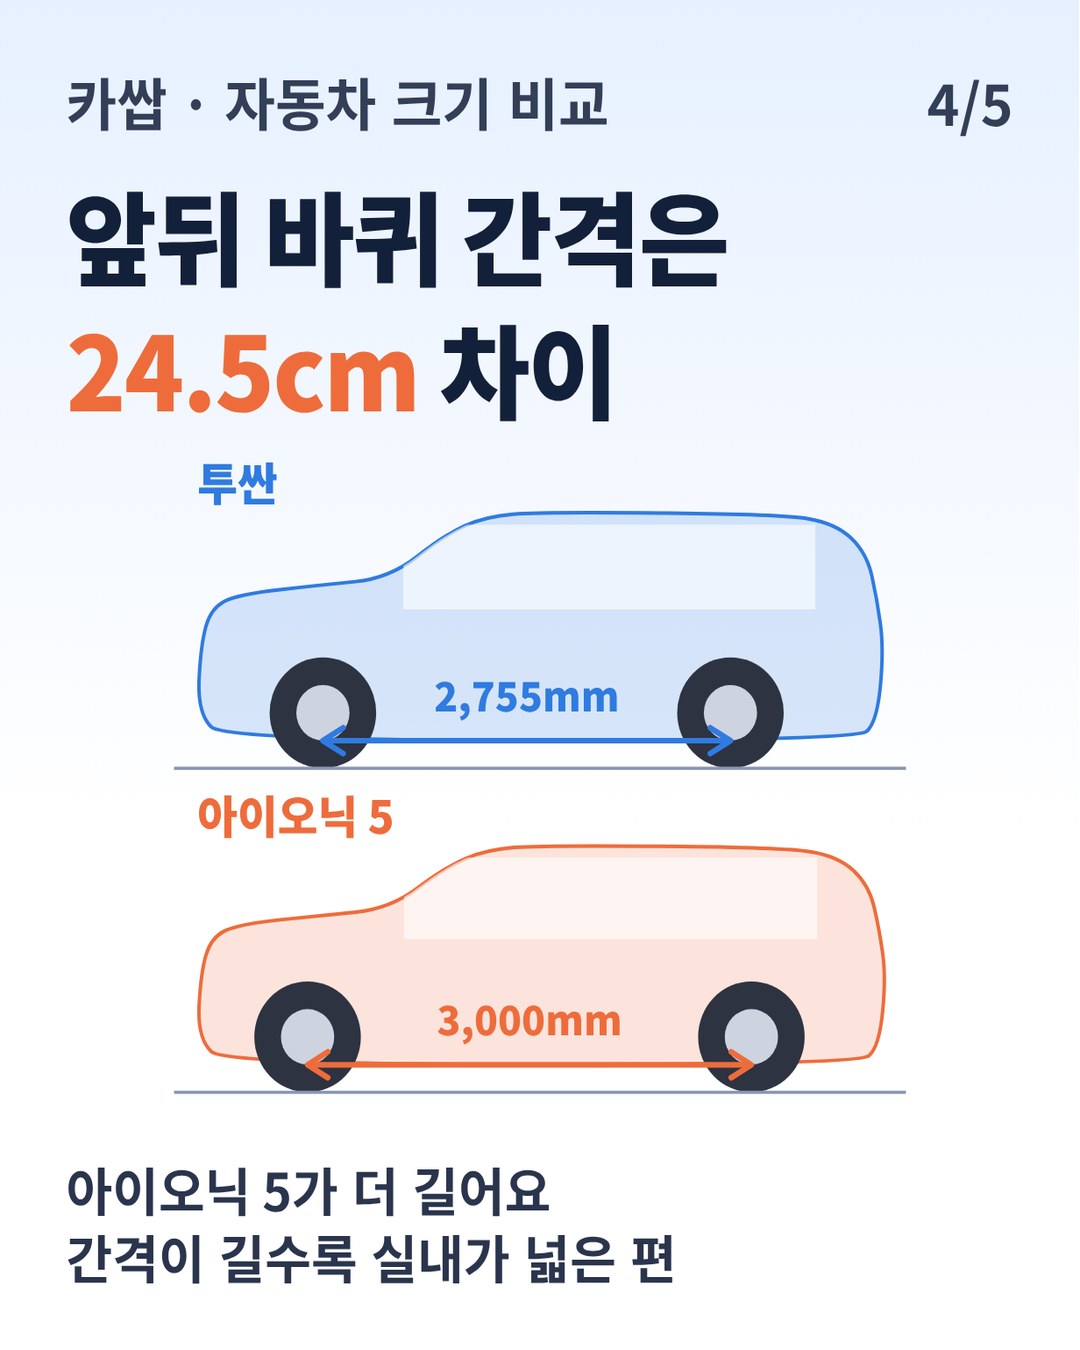 카쌉 · 자동차 크기 비교
4/5
앞뒤 바퀴 간격은
24.5cm 차이
투싼
2,755mm
아이오닉 5
3,000mm
아이오닉 5가 더 길어요
간격이 길수록 실내가 넓은 편